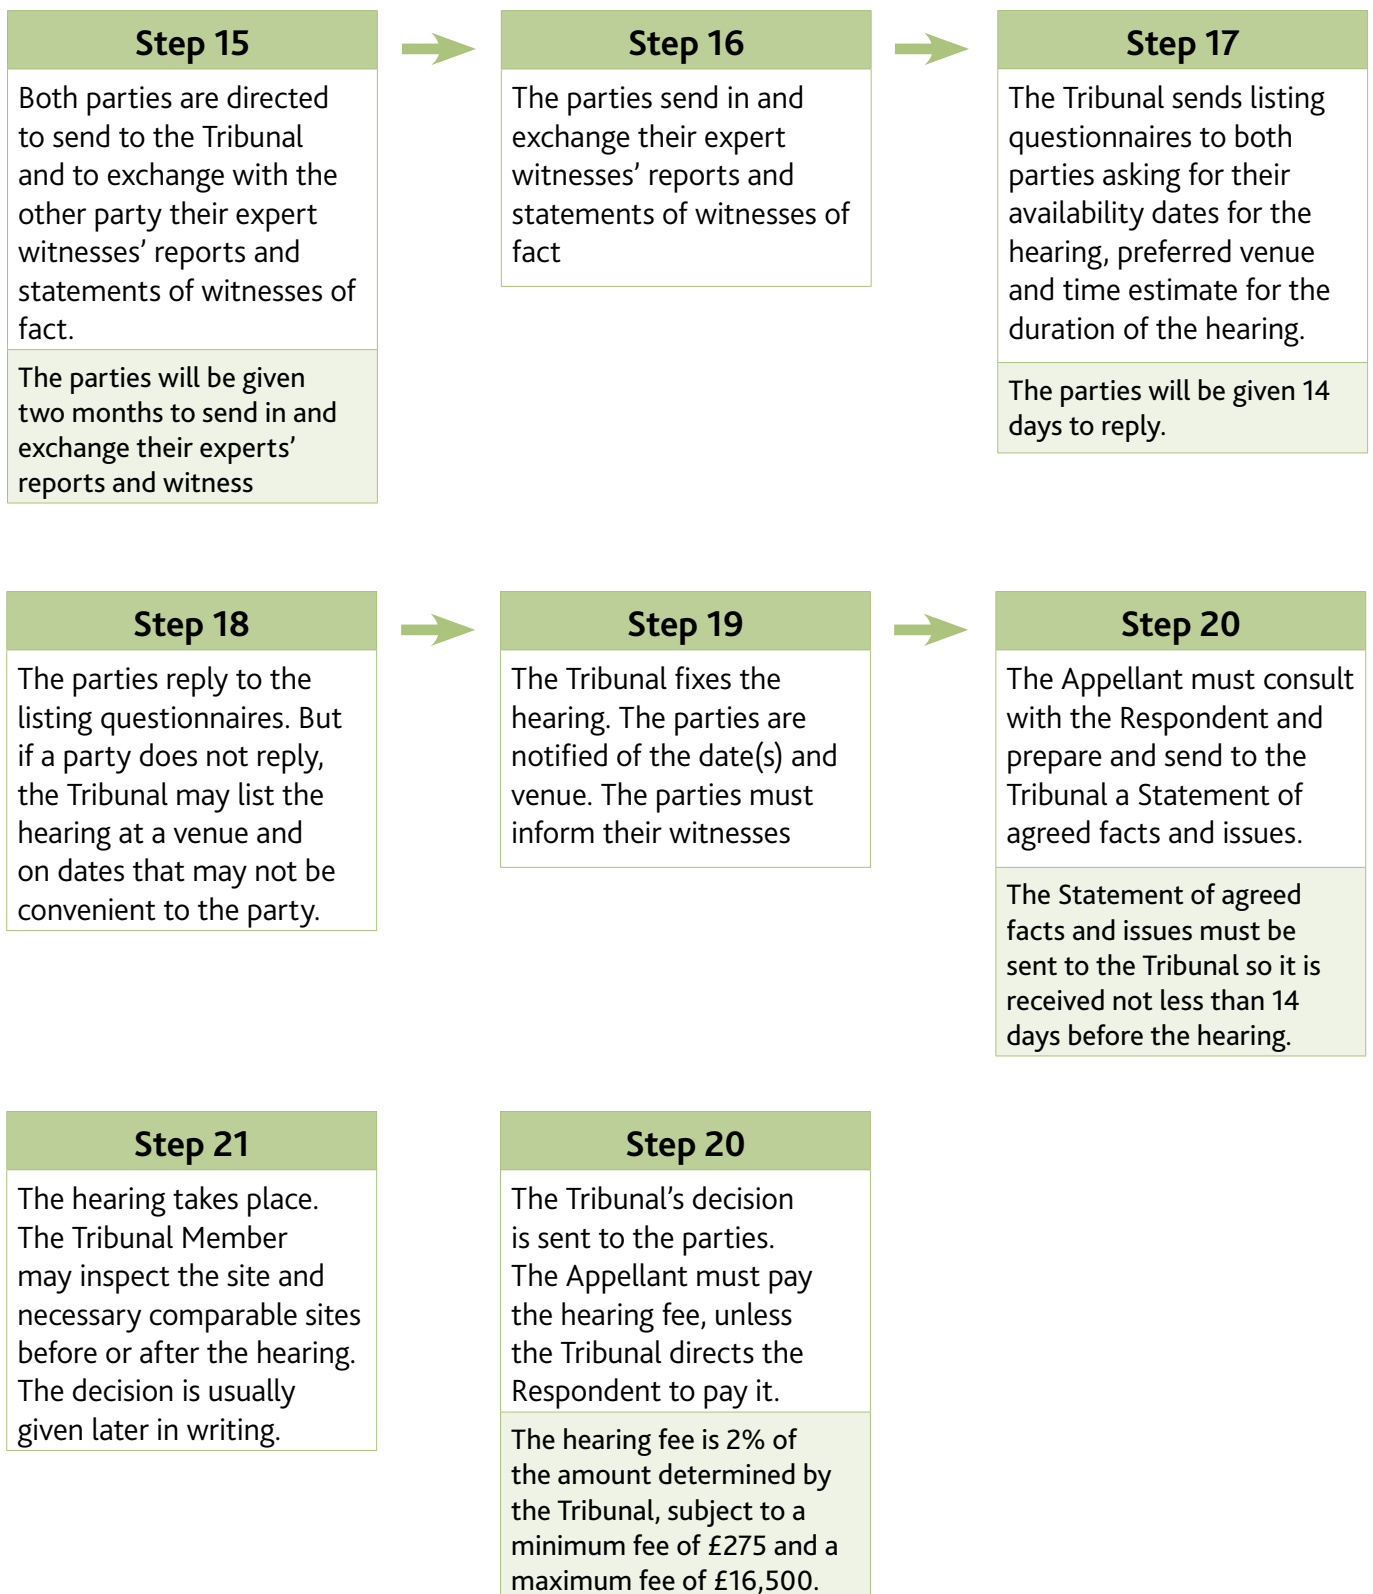 Step 15
Both parties are directed
to send to the Tribunal
and to exchange with the
other party their expert
witnesses’ reports and
statements of witnesses of
fact.
The parties will be given
two months to send in and
exchange their experts’
reports and witness
Step 16
The parties send in and
exchange their expert
witnesses’ reports and
statements of witnesses of
fact
Step 17
The Tribunal sends listing
questionnaires to both
parties asking for their
availability dates for the
hearing, preferred venue
and time estimate for the
duration of the hearing.
The parties will be given 14
days to reply.
Step 18
The parties reply to the
listing questionnaires. But
if a party does not reply,
the Tribunal may list the
hearing at a venue and
on dates that may not be
convenient to the party.
Step 19
The Tribunal fixes the
hearing. The parties are
notified of the date(s) and
venue. The parties must
inform their witnesses
Step 20
The Appellant must consult
with the Respondent and
prepare and send to the
Tribunal a Statement of
agreed facts and issues.
The Statement of agreed
facts and issues must be
sent to the Tribunal so it is
received not less than 14
days before the hearing.
Step 21
The hearing takes place.
The Tribunal Member
may inspect the site and
necessary comparable sites
before or after the hearing.
The decision is usually
given later in writing.
Step 20
The Tribunal’s decision
is sent to the parties.
The Appellant must pay
the hearing fee, unless
the Tribunal directs the
Respondent to pay it.
The hearing fee is 2% of
the amount determined by
the Tribunal, subject to a
minimum fee of £275 and a
maximum fee of £16,500.